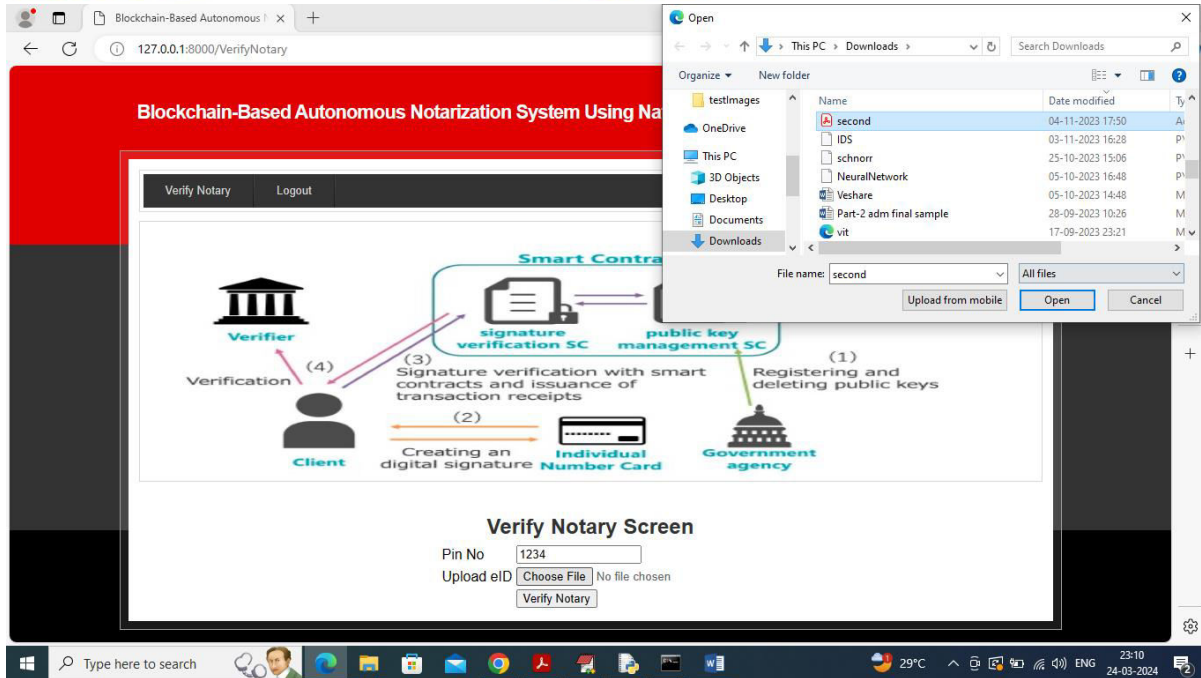 Blockchain-Based Autonomous
127.0.0.1:8000/VerifyNotary
Blockchain-Based Autonomous Notarization System Using Na
Verify Notary Logout
Open
This PC > Downloads >
Search Downloads
Organize New folder
testImages
OneDrive
This PC
3D Objects
Desktop
Documents
Downloads
Name Date modified Ty
second 04-11-2023 17:50
IDS 03-11-2023 16:28
schnorr 25-10-2023 15:06
NeuralNetwork 05-10-2023 16:48
Veshare 05-10-2023 14:48 M
Part-2 adm final sample 28-09-2023 10:26 M
vit 17-09-2023 23:21 M
File name: second All files
Upload from mobile Open Cancel
Smart Contra
signature
verification SC
public key
management SC
Verifier
Verification
(4)
(3)
Signature verification with smart
contracts and issuance of
transaction receipts
(1)
Registering and
deleting public keys
(2)
Creating an
digital signature
Client
Individual
Number Card
Government
agency
Verify Notary Screen
Pin No 1234
Upload eID Choose File No file chosen
Verify Notary
Type here to search
29°C
ENG
23:10
24-03-2024
2